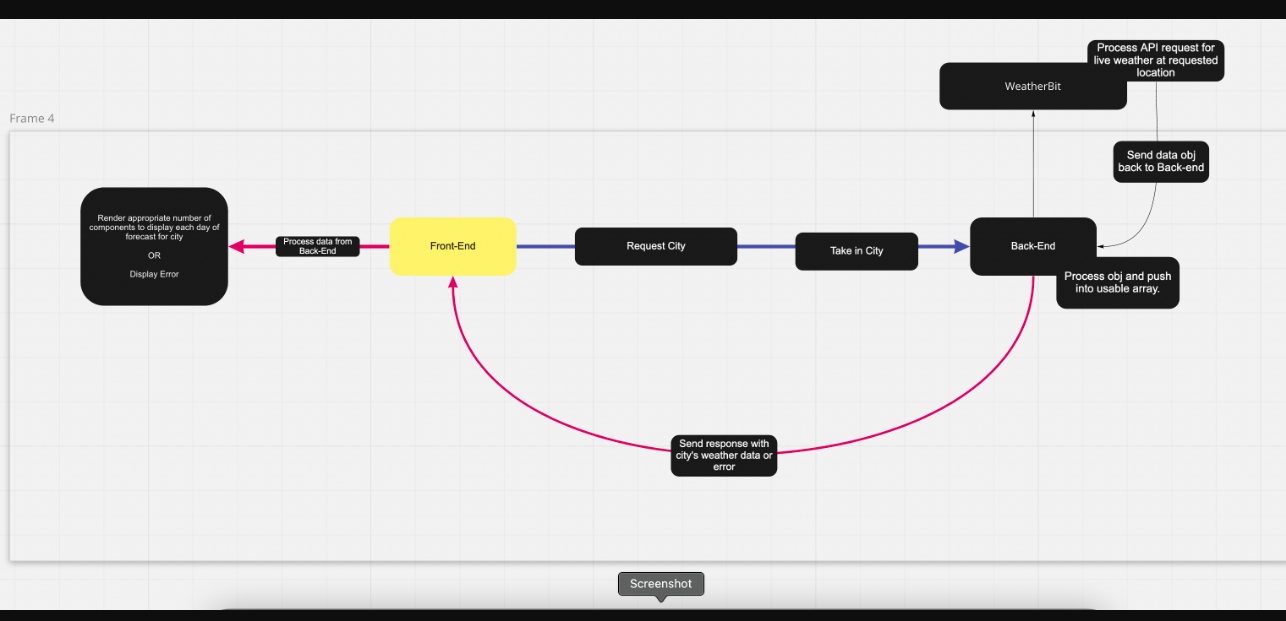 Process API request for
live weather at requested
location
WeatherBit
Frame 4
Send data obj
back to Back-end
Render appropriate number of
components to display each day of
forecast for city
OR
Display Error
Process data from
Back-End
Front-End
Request City
Take in City
Back-End
Process obj and push
into usable array.
Send response with
city's weather data or
error
Screenshot